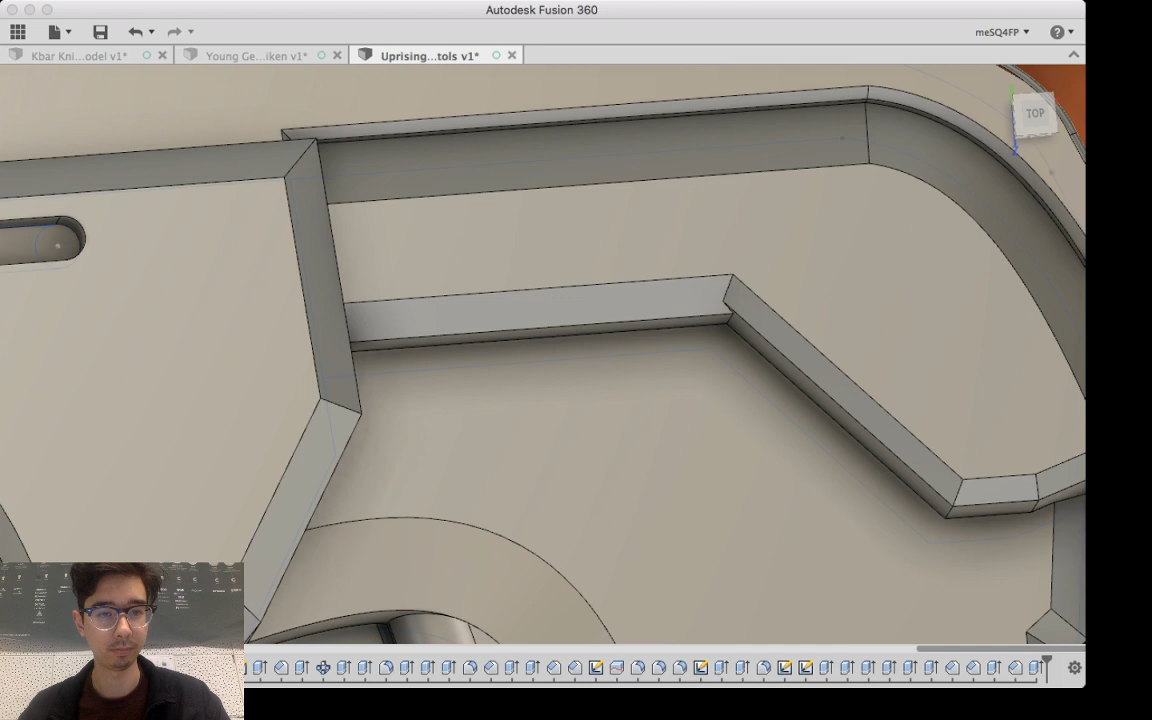 Autodesk Fusion 360
meSQ4FP
Kbar Kni...odel v1*
Young Ge...iken v1*
Uprising...tols v1*
TOP
Z